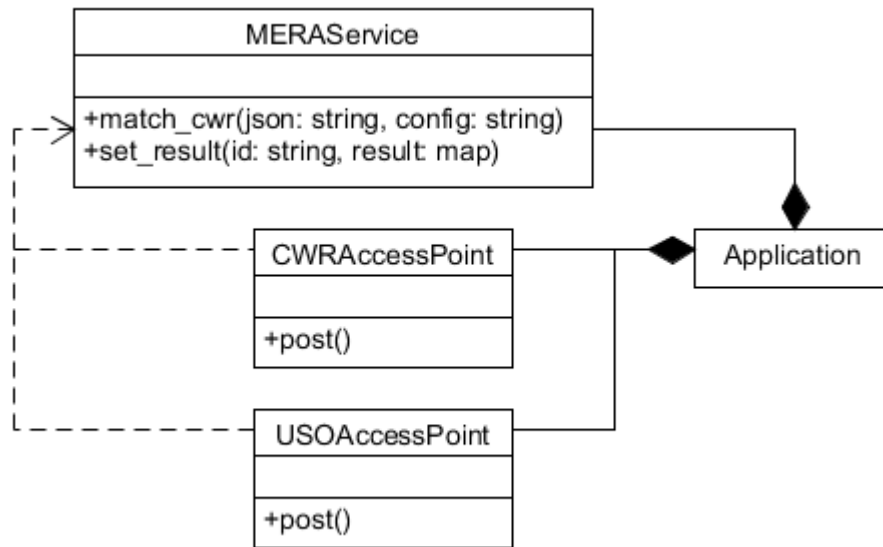 MERAService
+match_cwr(json: string, config: string)
+set_result(id: string, result: map)
CWRAccessPoint
+post()
Application
USOAccessPoint
+post()